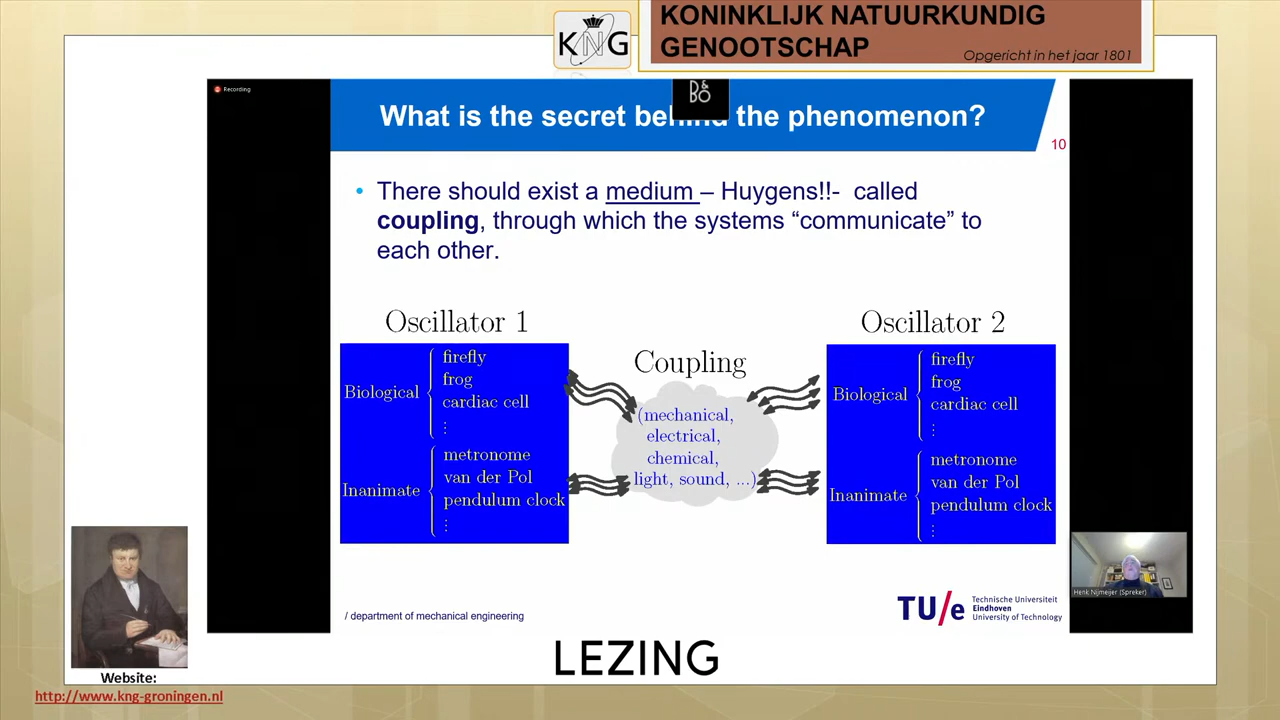 KNG
KONINKLIJK NATUURKUNDIG
GENOOTSCHAP
Opgericht in het jaar 1801
Recording
B&O
What is the secret behind the phenomenon?
10
• There should exist a medium – Huygens!!- called
coupling, through which the systems “communicate” to
each other.
Oscillator 1
Biological
firefly
frog
cardiac cell
⋮
Inanimate
metronome
van der Pol
pendulum clock
⋮
Coupling
(mechanical,
electrical,
chemical,
light, sound, ...)
Oscillator 2
Biological
firefly
frog
cardiac cell
⋮
Inanimate
metronome
van der Pol
pendulum clock
⋮
Henk Nijmeijer (Spreker)
/ department of mechanical engineering
TU/e
Technische Universiteit
Eindhoven
University of Technology
LEZING
Website:
http://www.kng-groningen.nl